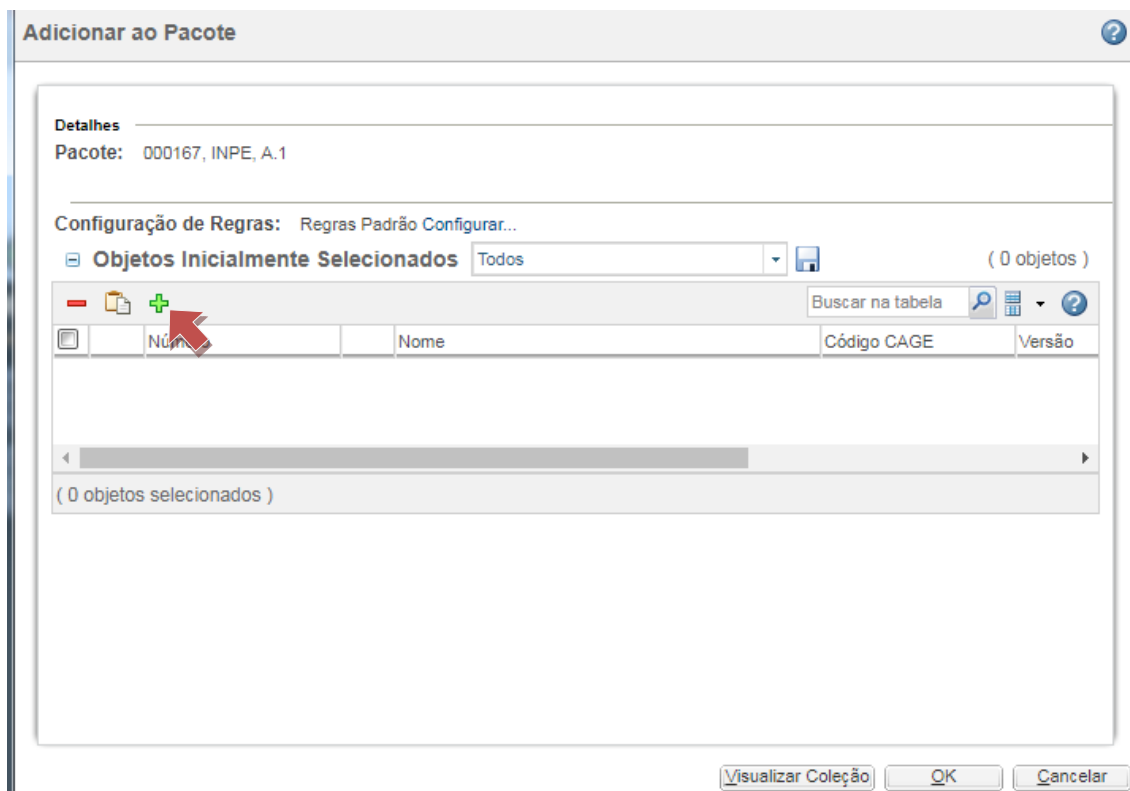 Adicionar ao Pacote
Detalhes
Pacote: 000167, INPE, A.1
Configuração de Regras: Regras Padrão Configurar...
Objetos Inicialmente Selecionados Todos ( 0 objetos )
Buscar na tabela
Número Nome Código CAGE Versão
( 0 objetos selecionados )
Visualizar Coleção OK Cancelar